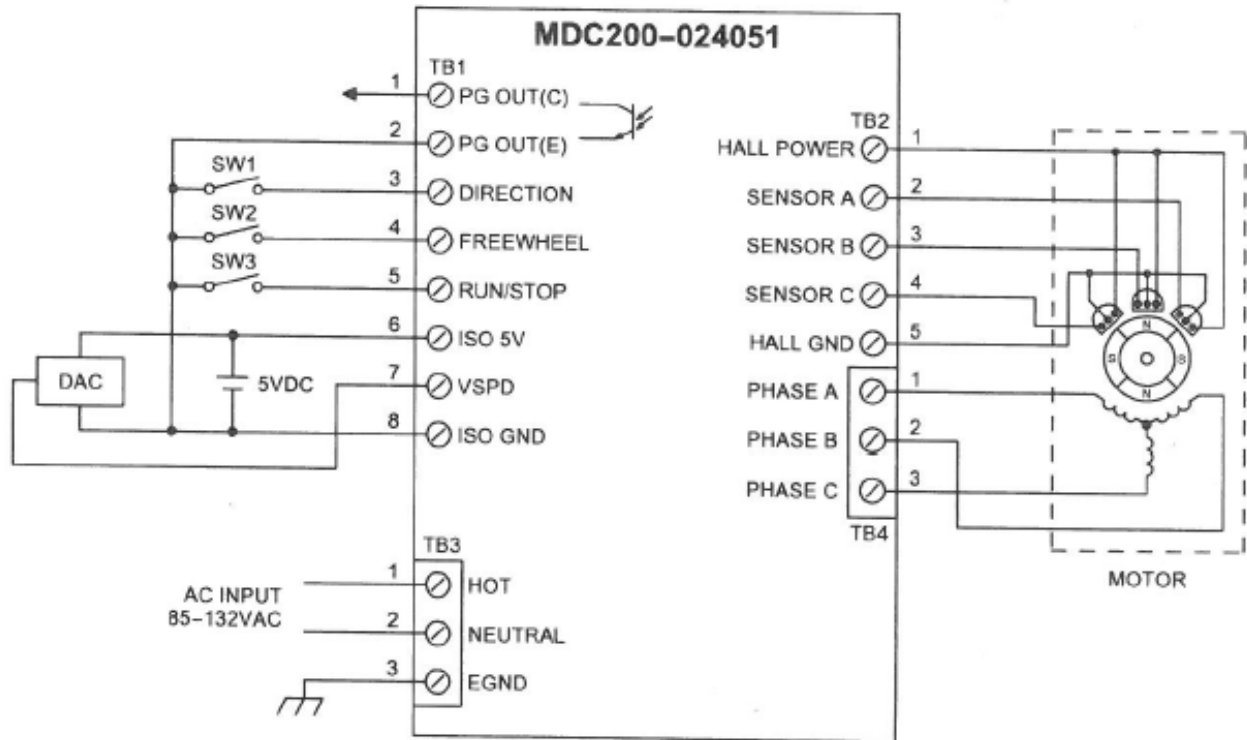 MDC200-024051
TB1
1 PG OUT(C)
2 PG OUT(E)
SW1
3 DIRECTION
SW2
4 FREEWHEEL
SW3
5 RUN/STOP
6 ISO 5V
DAC
5VDC
7 VSPD
8 ISO GND
TB3
AC INPUT
85-132VAC
1 HOT
2 NEUTRAL
3 EGND
TB2
HALL POWER 1
SENSOR A 2
SENSOR B 3
SENSOR C 4
HALL GND 5
PHASE A 1
PHASE B 2
PHASE C 3
TB4
N
S
S
N
MOTOR